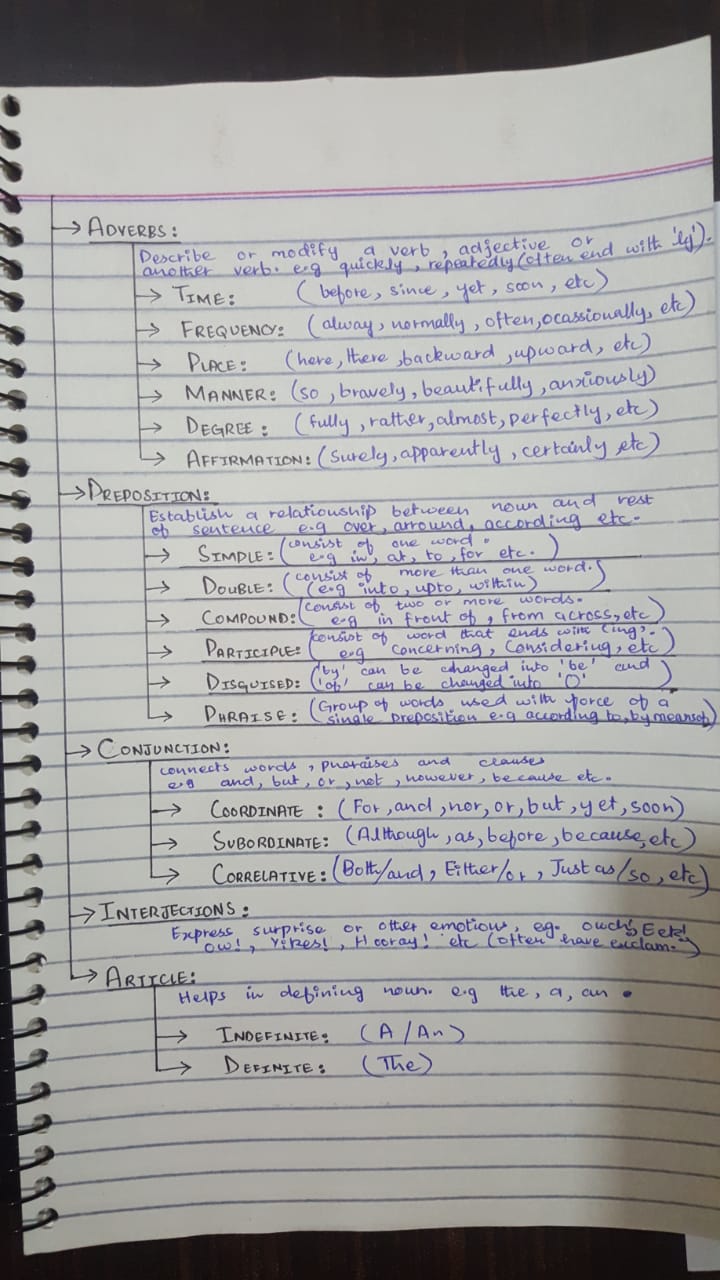 → ADVERBS:
Describe or modify a verb, adjective or
another verb. e.g quickly, repeatedly (often end with 'ly').
→ TIME: (before, since, yet, soon, etc)
→ FREQUENCY: (alway, normally, often, ocassionally, etc)
→ PLACE: (here, there, backward, upward, etc)
→ MANNER: (so, bravely, beautifully, anxiously)
→ DEGREE: (fully, rather, almost, perfectly, etc)
→ AFFIRMATION: (surely, apparently, certainly etc)
→ PREPOSITION:
Establish a relationship between noun and rest
of sentence e.g over, arround, according etc.
→ SIMPLE: (consist of one word.
e.g in, at, to, for etc.)
→ DOUBLE: (consist of more than one word.
(e.g into, upto, within)
→ COMPOUND: (consist of two or more words.
e.g in front of, from across, etc)
→ PARTICIPLE: (consist of word that ends with 'ing'.
e.g concerning, considering, etc)
→ DISGUISED: ('by' can be changed into 'be' and
'of' can be changed into 'O')
→ PHRAISE: (Group of words used with force of a
single preposition e.g according to, by means of)
→ CONJUNCTION:
connects words, pharaises and clauses
e.g and, but, or, not, however, because etc.
→ COORDINATE: (For, and, nor, or, but, yet, soon)
→ SUBORDINATE: (Although, as, before, because, etc)
→ CORRELATIVE: (Both/and, Either/or, Just as/so, etc)
→ INTERJECTIONS:
Express surprise or other emotions, eg. ouch!, Eek!
ow!, Yikes!, Hooray! etc (often have exclam.)
→ ARTICLE:
Helps in defining noun. e.g the, a, an.
→ INDEFINITE: (A/An)
→ DEFINITE: (The)